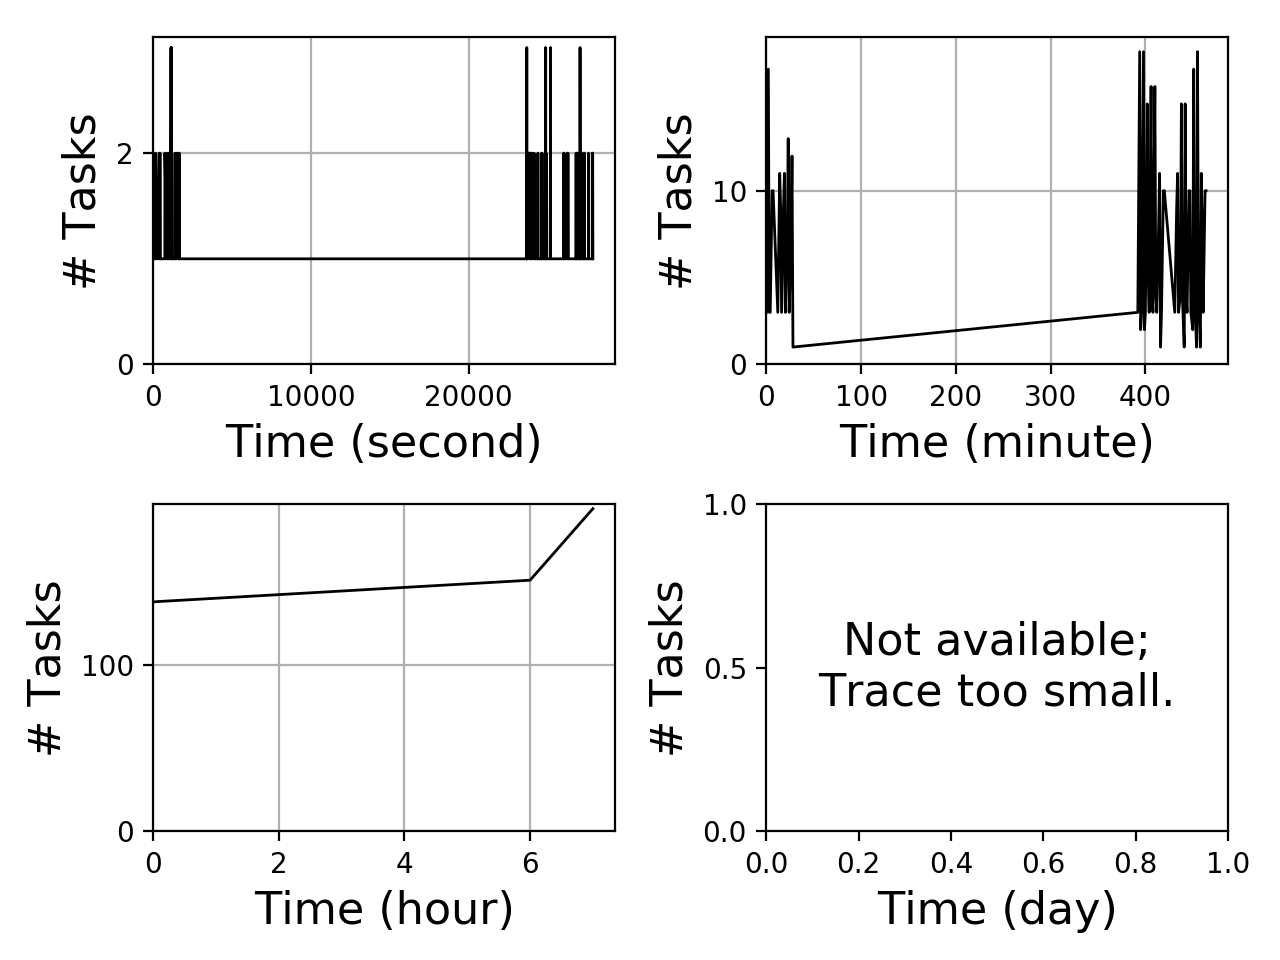 # Tasks
2
0
0 10000 20000
Time (second)
# Tasks
10
0
0 100 200 300 400
Time (minute)
# Tasks
100
0
0 2 4 6
Time (hour)
# Tasks
1.0
0.5
0.0
Not available;
Trace too small.
0.0 0.2 0.4 0.6 0.8 1.0
Time (day)